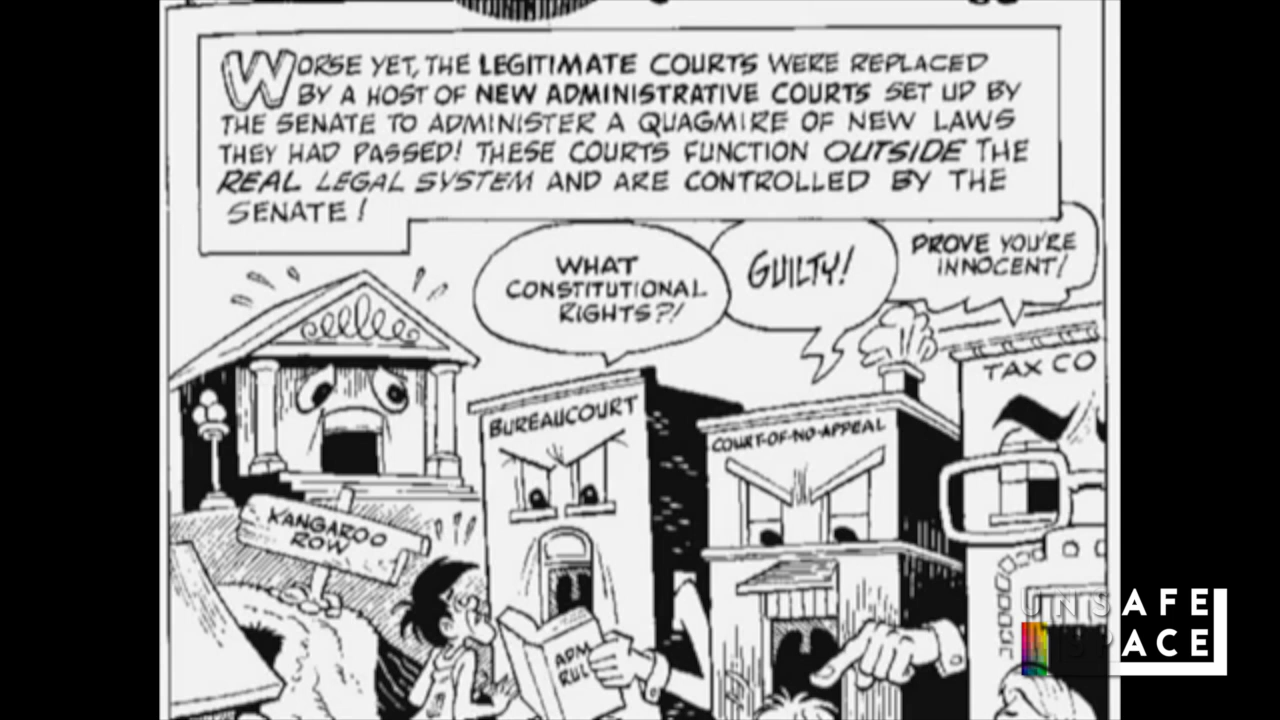 WORSE YET, THE LEGITIMATE COURTS WERE REPLACED
BY A HOST OF NEW ADMINISTRATIVE COURTS SET UP BY
THE SENATE TO ADMINISTER A QUAGMIRE OF NEW LAWS
THEY HAD PASSED! THESE COURTS FUNCTION OUTSIDE THE
REAL LEGAL SYSTEM AND ARE CONTROLLED BY THE
SENATE!
WHAT
CONSTITUTIONAL
RIGHTS?!
GUILTY!
PROVE YOU'RE
INNOCENT!
TAX CO
BUREAUCOURT
COURT-OF-NO-APPEAL
KANGAROO
ROW
ADM
RUL
UNSAFE
SPACE